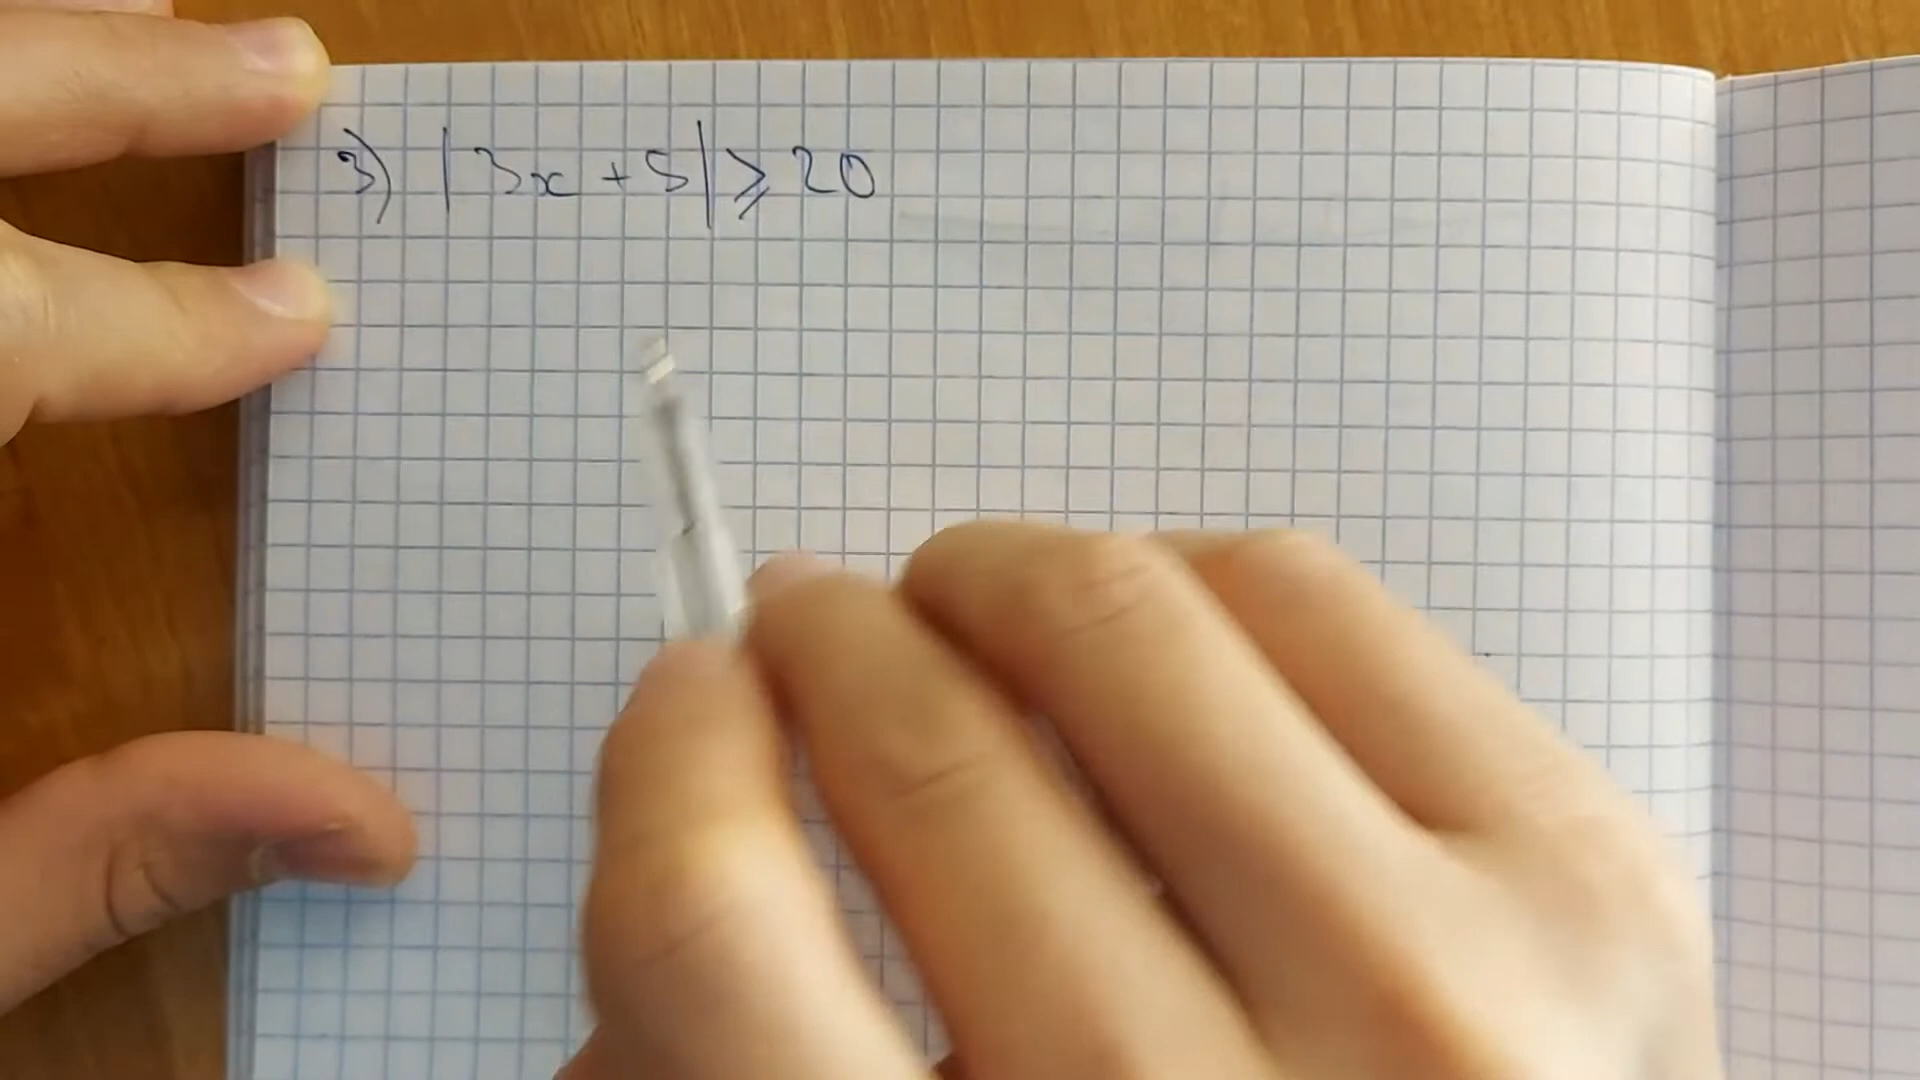 3) |3x + 5| ⩾ 20